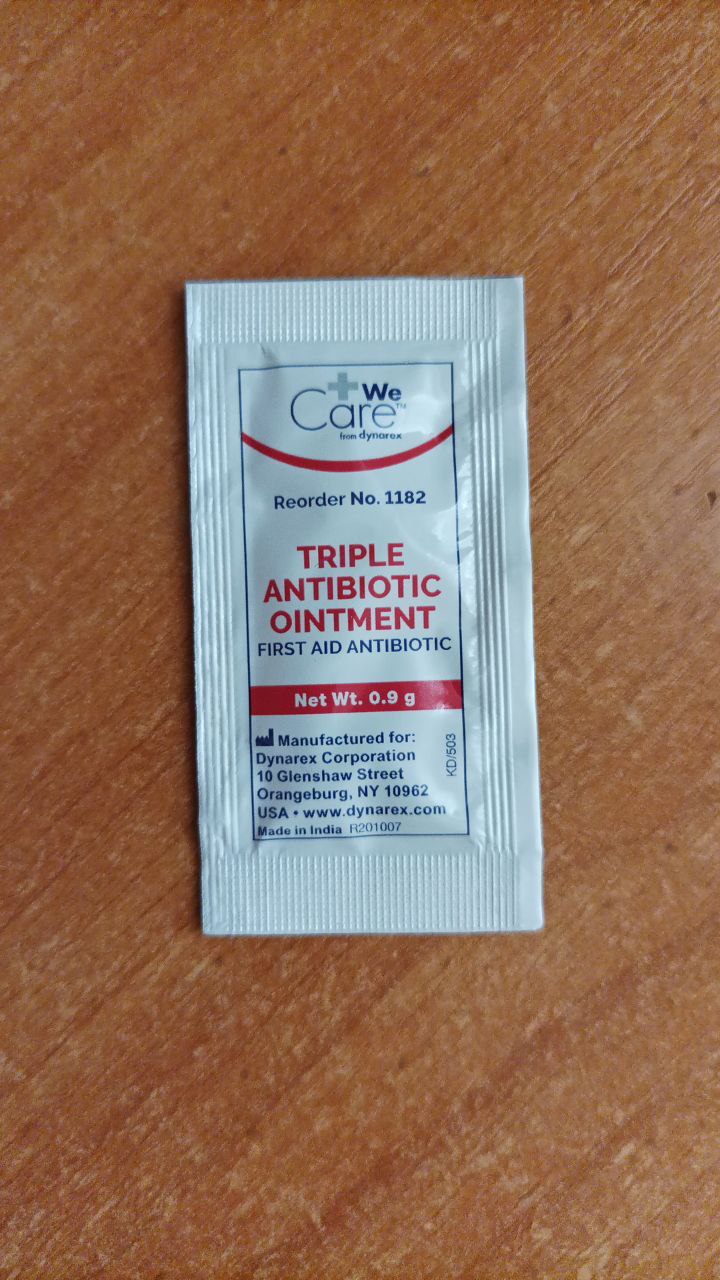 We
Care™
from dynarex
Reorder No. 1182
TRIPLE
ANTIBIOTIC
OINTMENT
FIRST AID ANTIBIOTIC
Net Wt. 0.9 g
Manufactured for:
Dynarex Corporation
10 Glenshaw Street
Orangeburg, NY 10962
USA • www.dynarex.com
Made in India R201007
KD/503